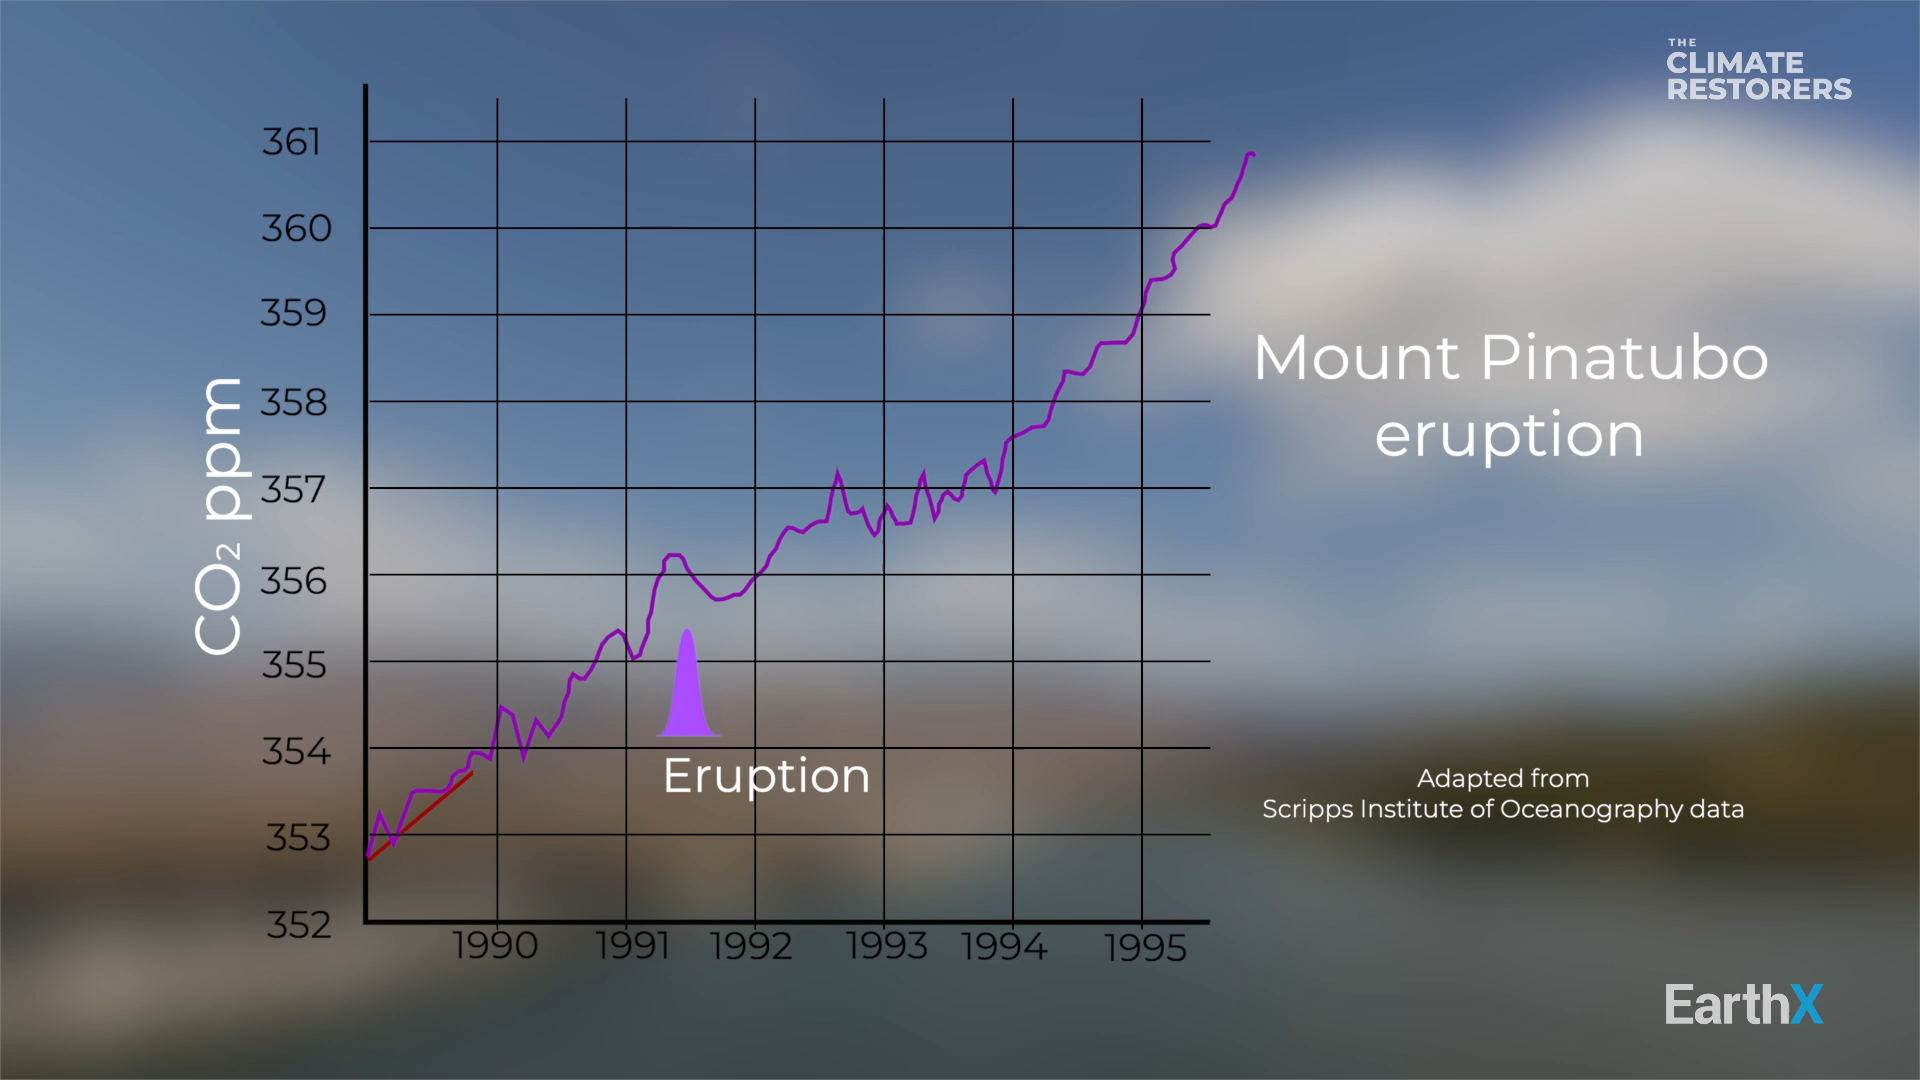 THE
CLIMATE
RESTORERS
361
360
359
358
357
356
355
354
353
352
CO₂ ppm
1990 1991 1992 1993 1994 1995
Eruption
Mount Pinatubo
eruption
Adapted from
Scripps Institute of Oceanography data
EarthX